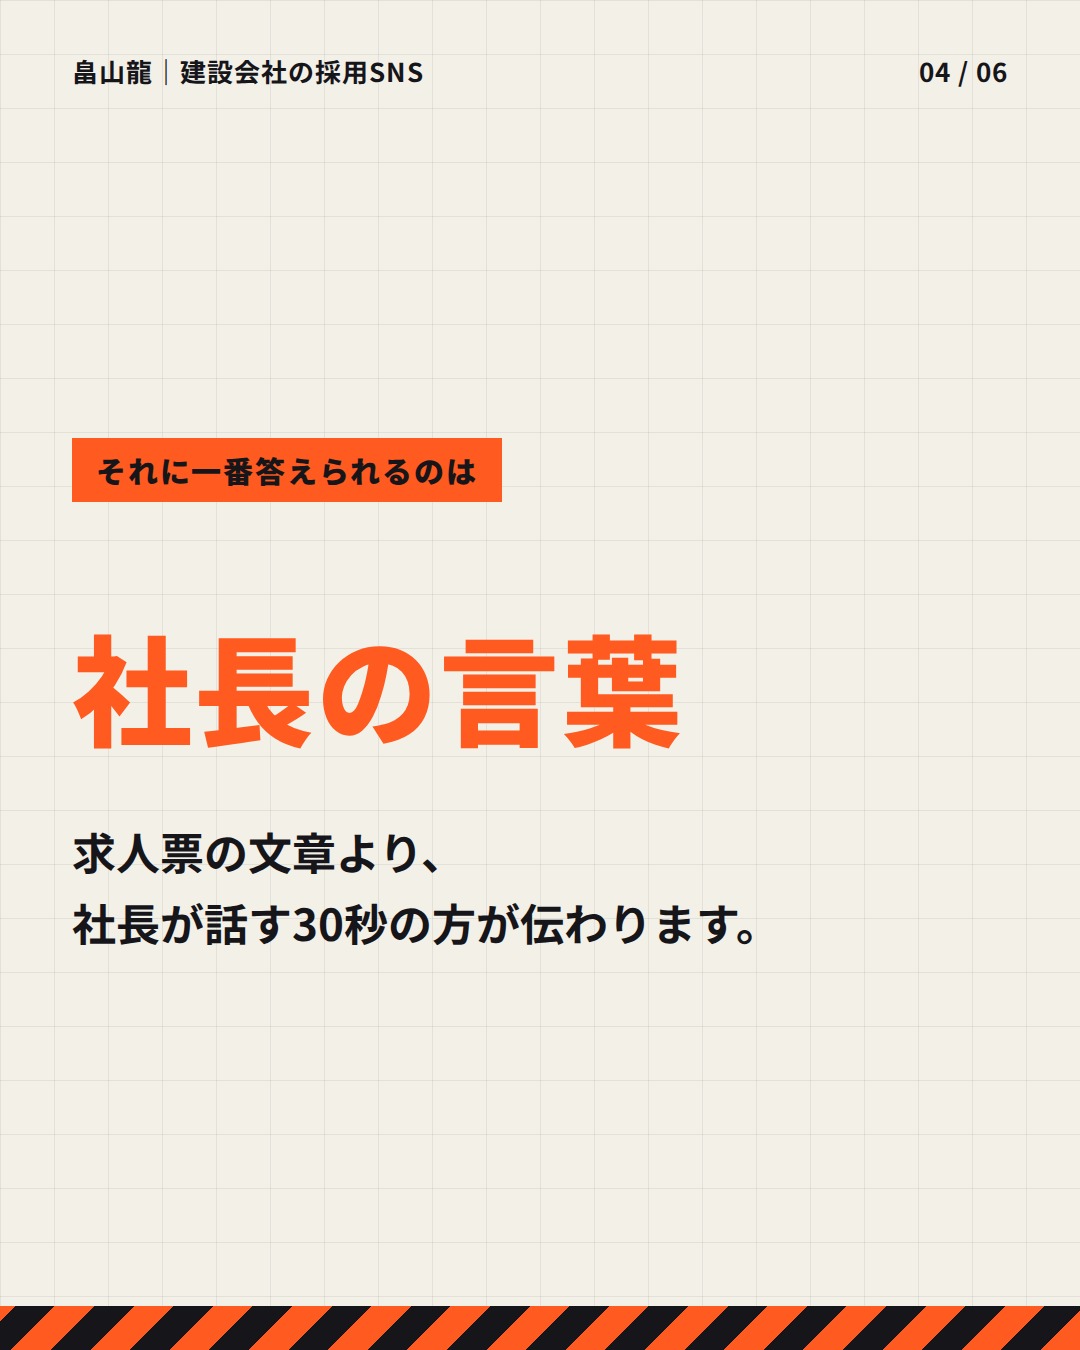 畠山龍｜建設会社の採用SNS
04 / 06
それに一番答えられるのは
社長の言葉
求人票の文章より、
社長が話す30秒の方が伝わります。